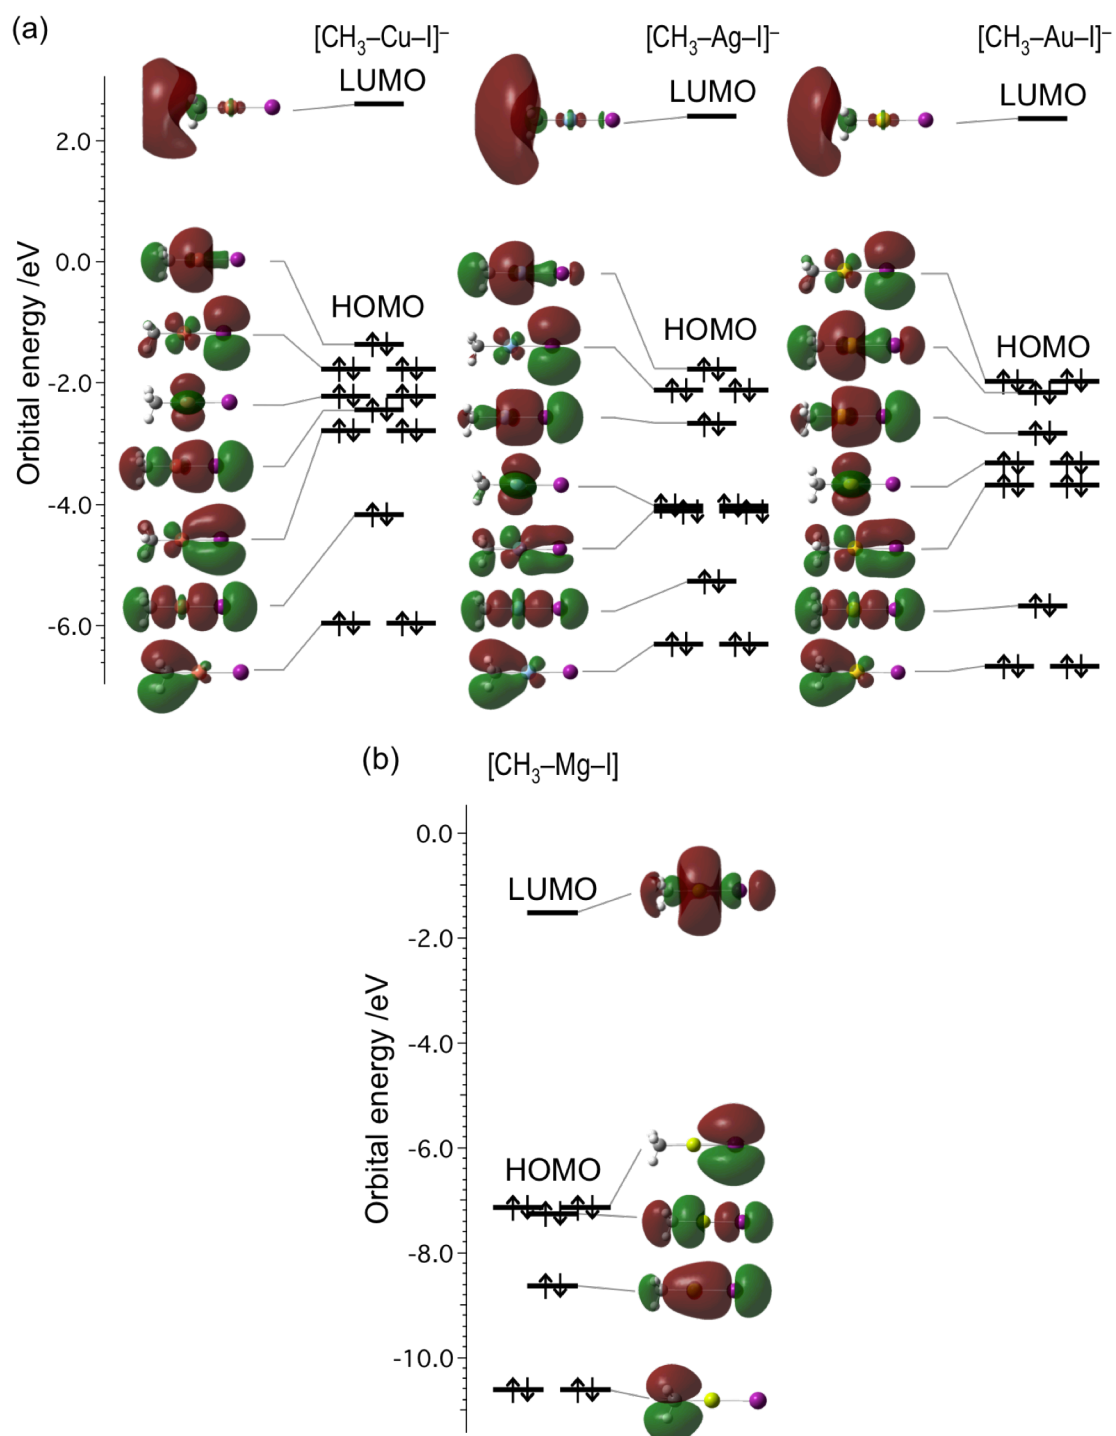 (a)
[CH₃–Cu–I]⁻
[CH₃–Ag–I]⁻
[CH₃–Au–I]⁻
LUMO
LUMO
LUMO
Orbital energy /eV
2.0
0.0
-2.0
-4.0
-6.0
HOMO
HOMO
HOMO
(b)
[CH₃–Mg–I]
Orbital energy /eV
0.0
-2.0
-4.0
-6.0
-8.0
-10.0
LUMO
HOMO